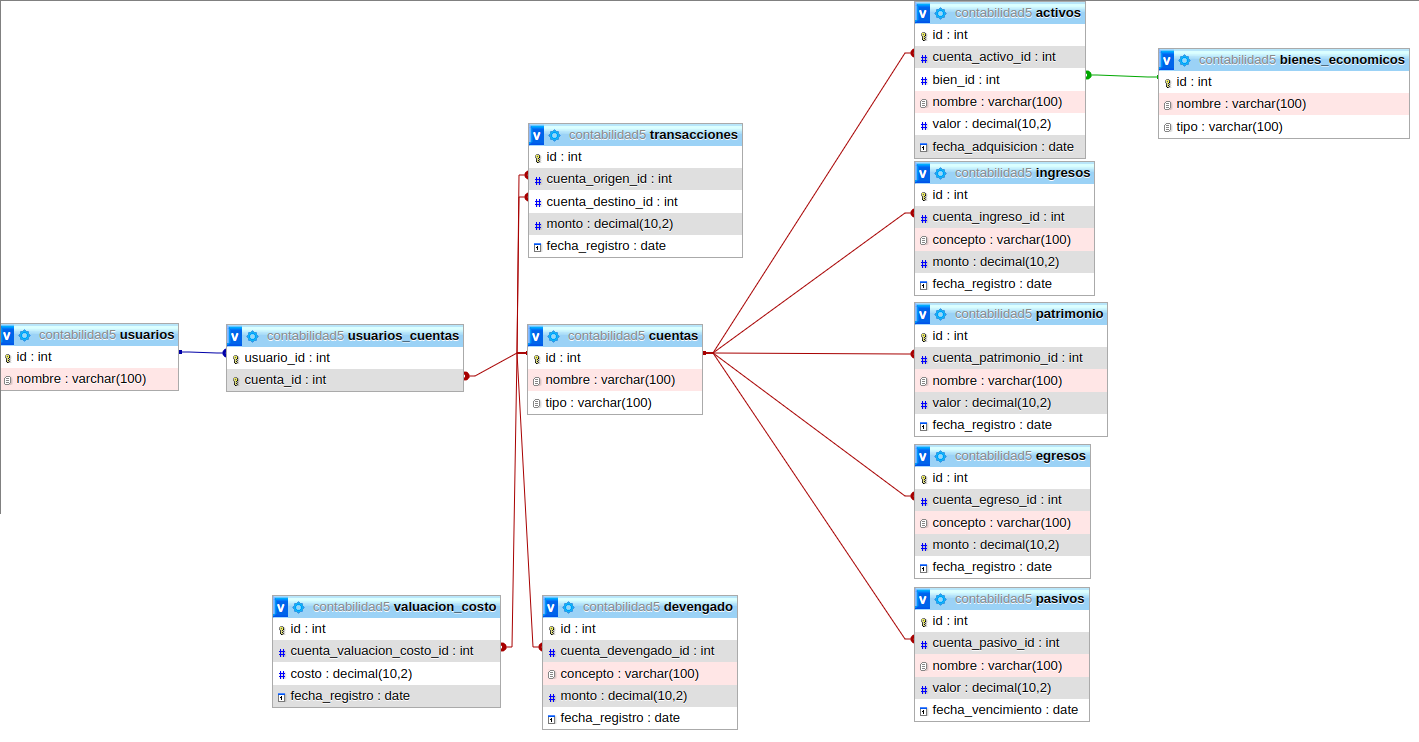 contabilidad5 activos
id : int
cuenta_activo_id : int
bien_id : int
nombre : varchar(100)
valor : decimal(10,2)
fecha_adquisicion : date
contabilidad5 bienes_economicos
id : int
nombre : varchar(100)
tipo : varchar(100)
contabilidad5 transacciones
id : int
cuenta_origen_id : int
cuenta_destino_id : int
monto : decimal(10,2)
fecha_registro : date
contabilidad5 ingresos
id : int
cuenta_ingreso_id : int
concepto : varchar(100)
monto : decimal(10,2)
fecha_registro : date
contabilidad5 usuarios
id : int
nombre : varchar(100)
contabilidad5 usuarios_cuentas
usuario_id : int
cuenta_id : int
contabilidad5 cuentas
id : int
nombre : varchar(100)
tipo : varchar(100)
contabilidad5 patrimonio
id : int
cuenta_patrimonio_id : int
nombre : varchar(100)
valor : decimal(10,2)
fecha_registro : date
contabilidad5 egresos
id : int
cuenta_egreso_id : int
concepto : varchar(100)
monto : decimal(10,2)
fecha_registro : date
contabilidad5 valuacion_costo
id : int
cuenta_valuacion_costo_id : int
costo : decimal(10,2)
fecha_registro : date
contabilidad5 devengado
id : int
cuenta_devengado_id : int
concepto : varchar(100)
monto : decimal(10,2)
fecha_registro : date
contabilidad5 pasivos
id : int
cuenta_pasivo_id : int
nombre : varchar(100)
valor : decimal(10,2)
fecha_vencimiento : date